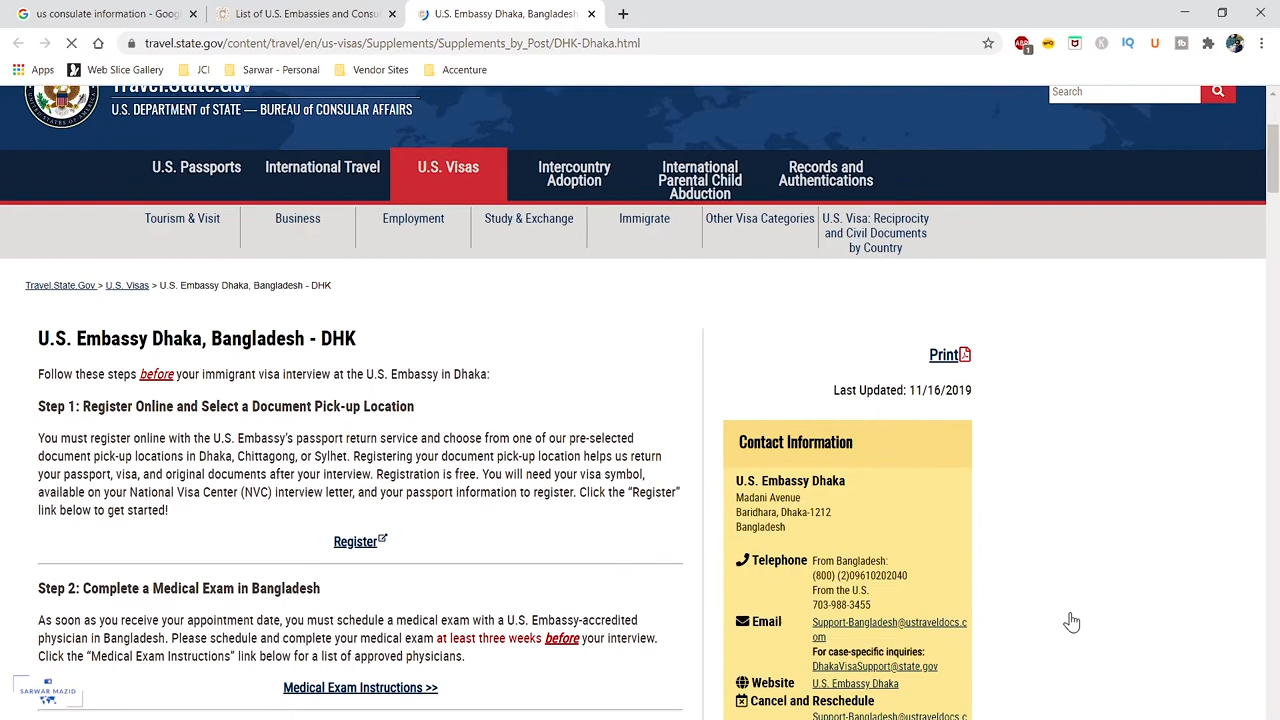 us consulate information - Goog
List of U.S. Embassies and Consul
U.S. Embassy Dhaka, Bangladesh
travel.state.gov/content/travel/en/us-visas/Supplements/Supplements_by_Post/DHK-Dhaka.html
Apps
Web Slice Gallery
JCI
Sarwar - Personal
Vendor Sites
Accenture
Travel.State.Gov
U.S. DEPARTMENT of STATE — BUREAU of CONSULAR AFFAIRS
Search
U.S. Passports
International Travel
U.S. Visas
Intercountry
Adoption
International
Parental Child
Abduction
Records and
Authentications
Tourism & Visit
Business
Employment
Study & Exchange
Immigrate
Other Visa Categories
U.S. Visa: Reciprocity
and Civil Documents
by Country
Travel.State.Gov > U.S. Visas > U.S. Embassy Dhaka, Bangladesh - DHK
U.S. Embassy Dhaka, Bangladesh - DHK
Follow these steps before your immigrant visa interview at the U.S. Embassy in Dhaka:
Step 1: Register Online and Select a Document Pick-up Location
You must register online with the U.S. Embassy's passport return service and choose from one of our pre-selected
document pick-up locations in Dhaka, Chittagong, or Sylhet. Registering your document pick-up location helps us return
your passport, visa, and original documents after your interview. Registration is free. You will need your visa symbol,
available on your National Visa Center (NVC) interview letter, and your passport information to register. Click the “Register”
link below to get started!
Register
Step 2: Complete a Medical Exam in Bangladesh
As soon as you receive your appointment date, you must schedule a medical exam with a U.S. Embassy-accredited
physician in Bangladesh. Please schedule and complete your medical exam at least three weeks before your interview.
Click the “Medical Exam Instructions” link below for a list of approved physicians.
Medical Exam Instructions >>
Print
Last Updated: 11/16/2019
Contact Information
U.S. Embassy Dhaka
Madani Avenue
Baridhara, Dhaka-1212
Bangladesh
Telephone
From Bangladesh:
(800) (2)09610202040
From the U.S.
703-988-3455
Email
Support-Bangladesh@ustraveldocs.c
om
For case-specific inquiries:
DhakaVisaSupport@state.gov
Website
U.S. Embassy Dhaka
Cancel and Reschedule
Support-Bangladesh@ustraveldocs.c
SARWAR MAZID